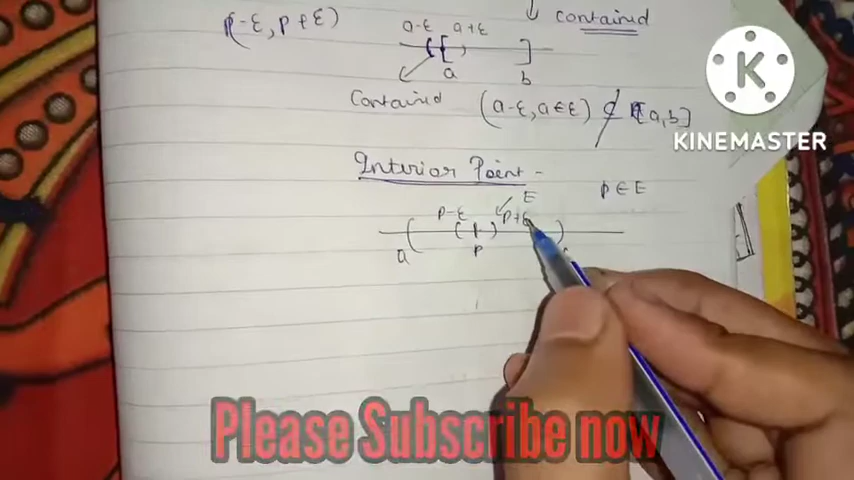 contained
(p-ε, p+ε)
a-ε a+ε
a b
Contained (a-ε, a+ε) ⊄ [a,b]
KINEMASTER
Interior Point -
E p ∈ E
p-ε p+ε
a p
Please Subscribe now